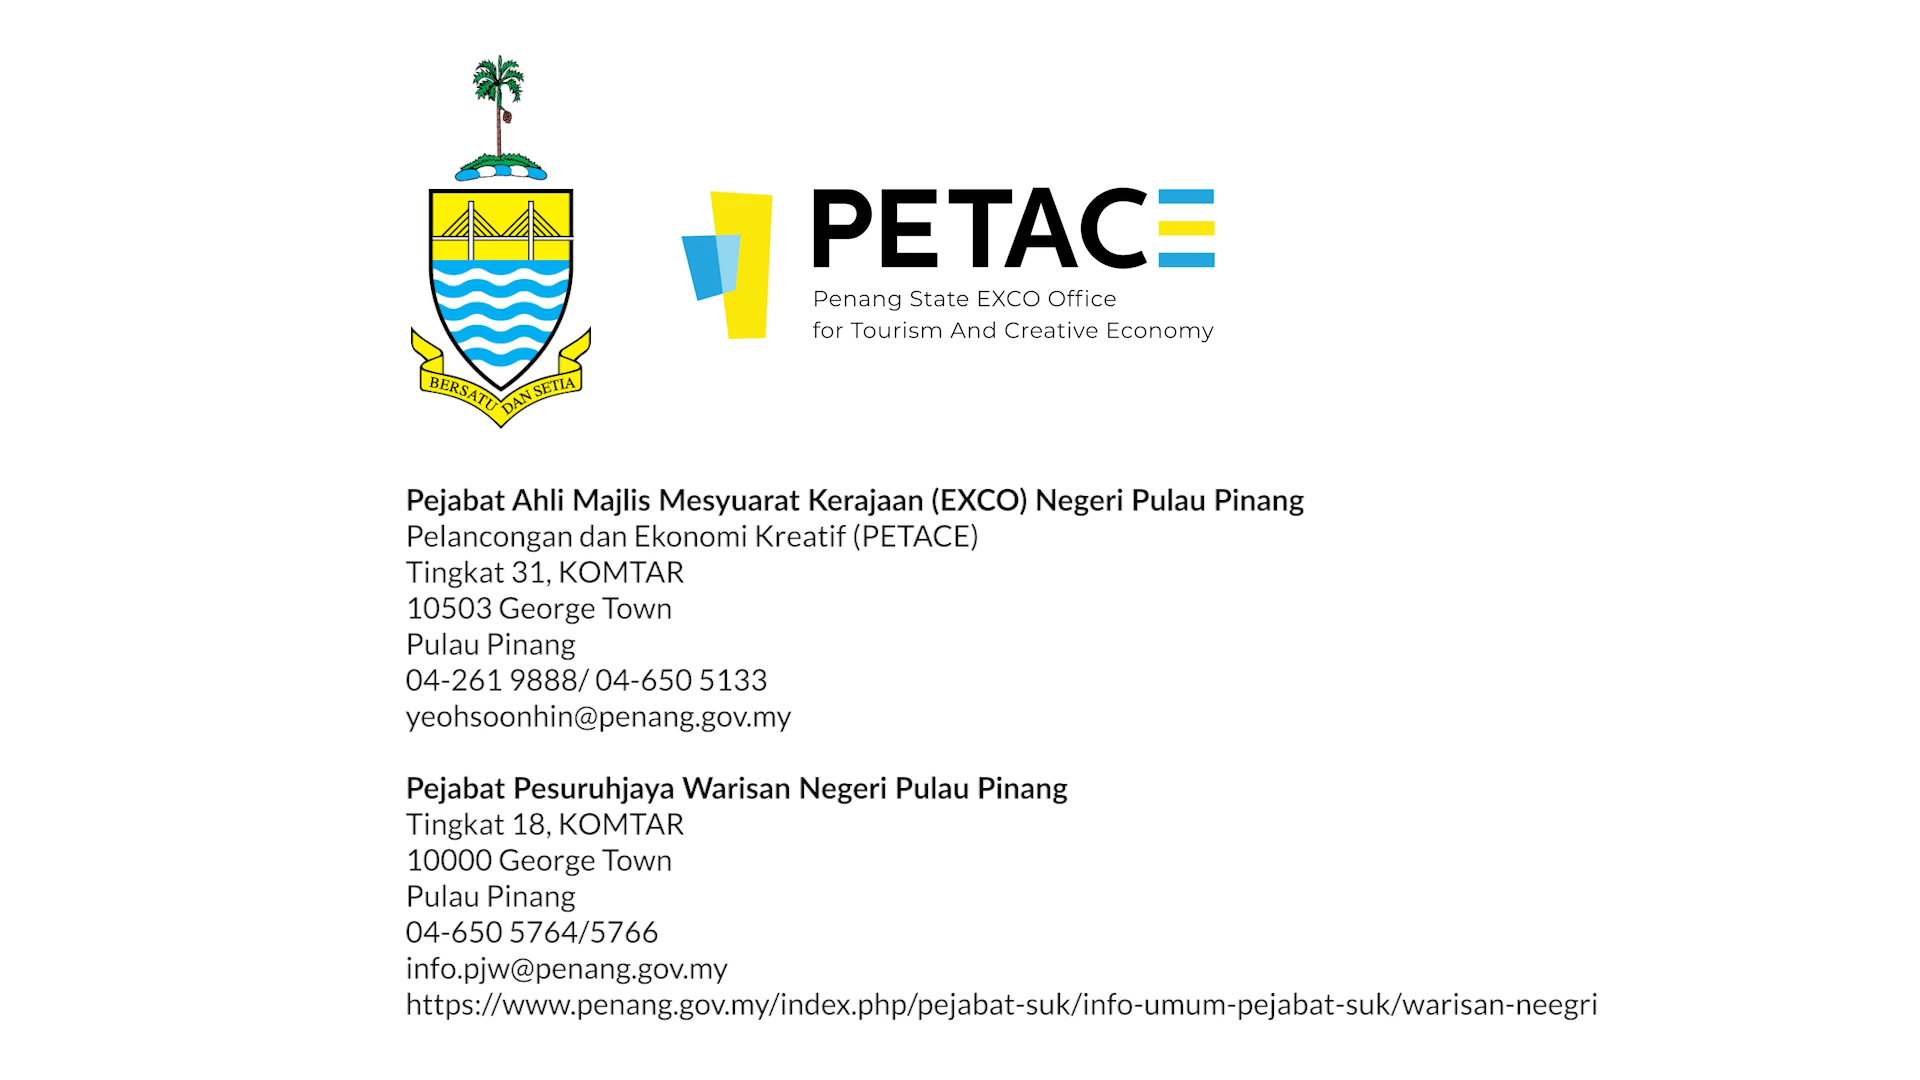 BERSATU DAN SETIA
PETACE
Penang State EXCO Office
for Tourism And Creative Economy
Pejabat Ahli Majlis Mesyuarat Kerajaan (EXCO) Negeri Pulau Pinang
Pelancongan dan Ekonomi Kreatif (PETACE)
Tingkat 31, KOMTAR
10503 George Town
Pulau Pinang
04-261 9888/ 04-650 5133
yeohsoonhin@penang.gov.my
Pejabat Pesuruhjaya Warisan Negeri Pulau Pinang
Tingkat 18, KOMTAR
10000 George Town
Pulau Pinang
04-650 5764/5766
info.pjw@penang.gov.my
https://www.penang.gov.my/index.php/pejabat-suk/info-umum-pejabat-suk/warisan-neegri